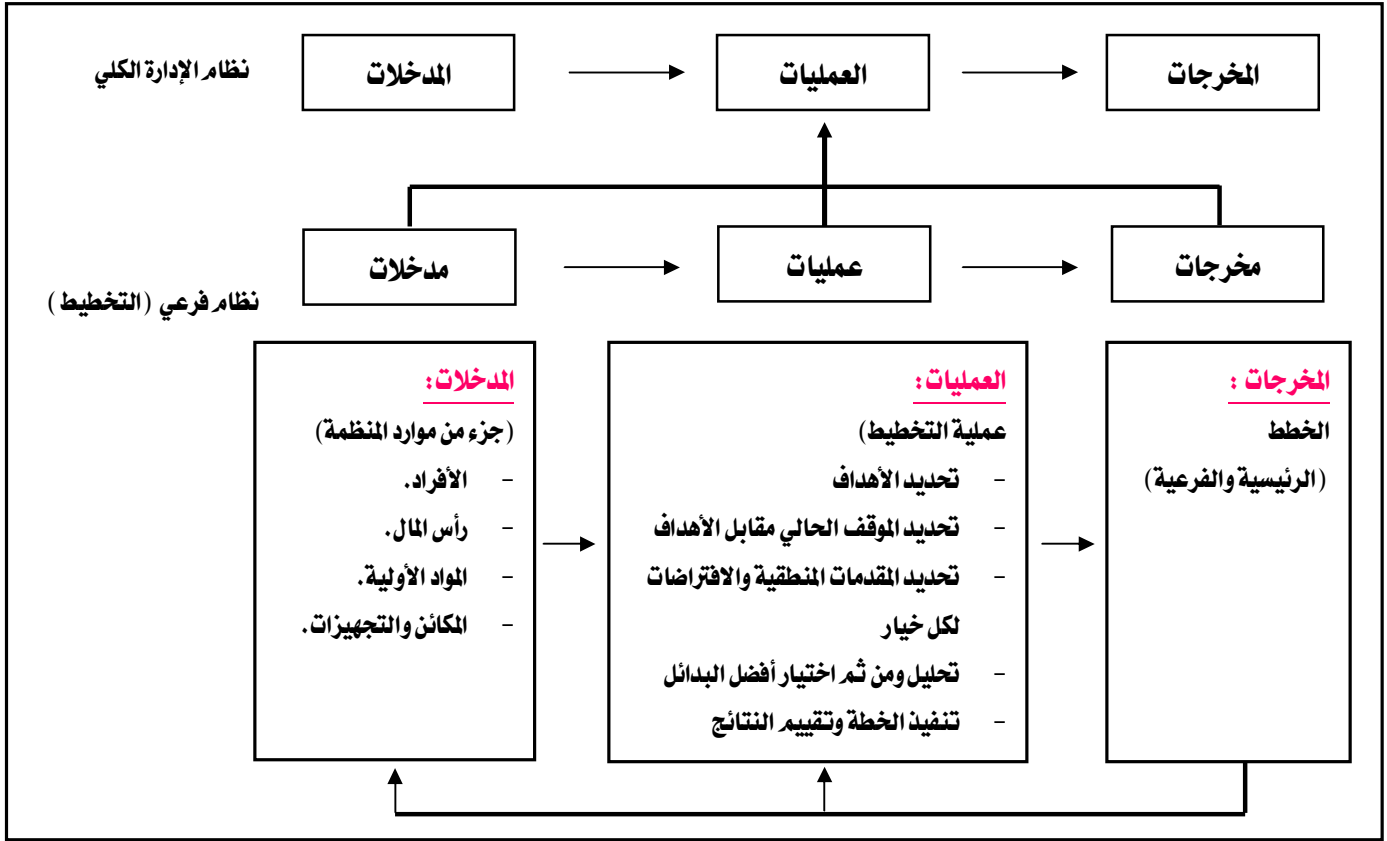 نظام الإدارة الكلي
المدخلات
العمليات
المخرجات
نظام فرعي (التخطيط)
مدخلات
عمليات
مخرجات
المدخلات:
(جزء من موارد المنظمة)
- الأفراد.
- رأس المال.
- المواد الأولية.
- المكائن والتجهيزات.
العمليات:
عملية التخطيط)
- تحديد الأهداف
- تحديد الموقف الحالي مقابل الأهداف
- تحديد المقدمات المنطقية والافتراضات
لكل خيار
- تحليل ومن ثم اختيار أفضل البدائل
- تنفيذ الخطة وتقييم النتائج
المخرجات :
الخطط
(الرئيسية والفرعية)